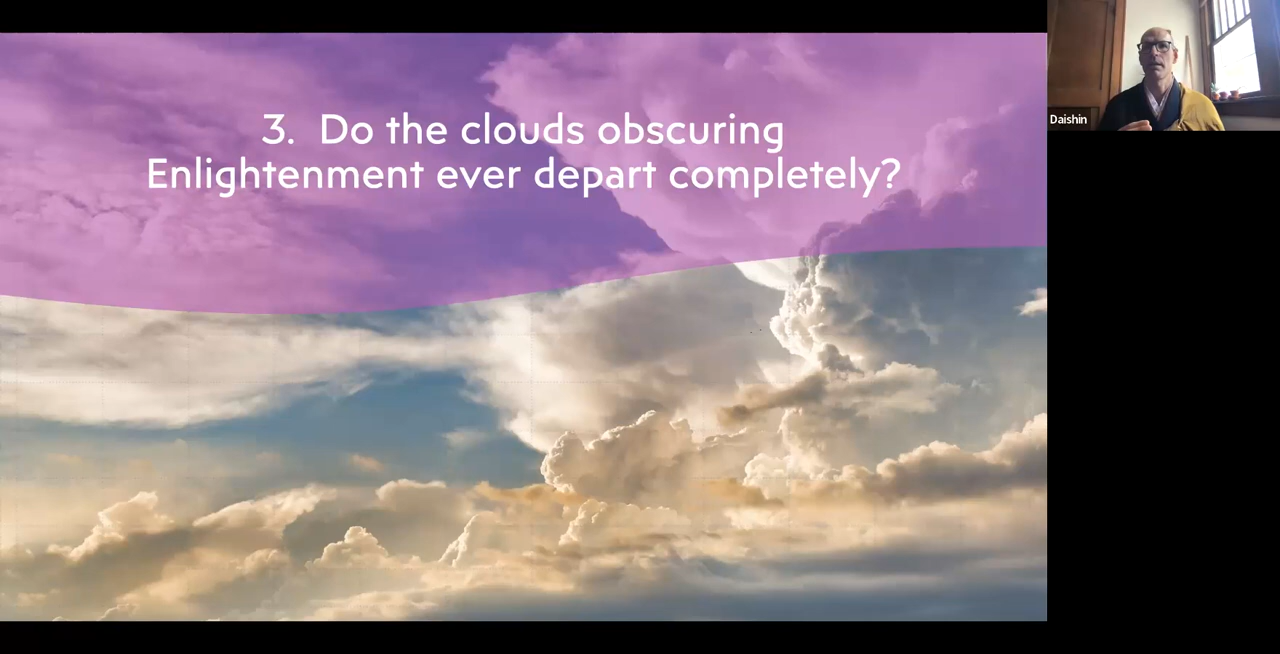 3. Do the clouds obscuring
Enlightenment ever depart completely?
Daishin